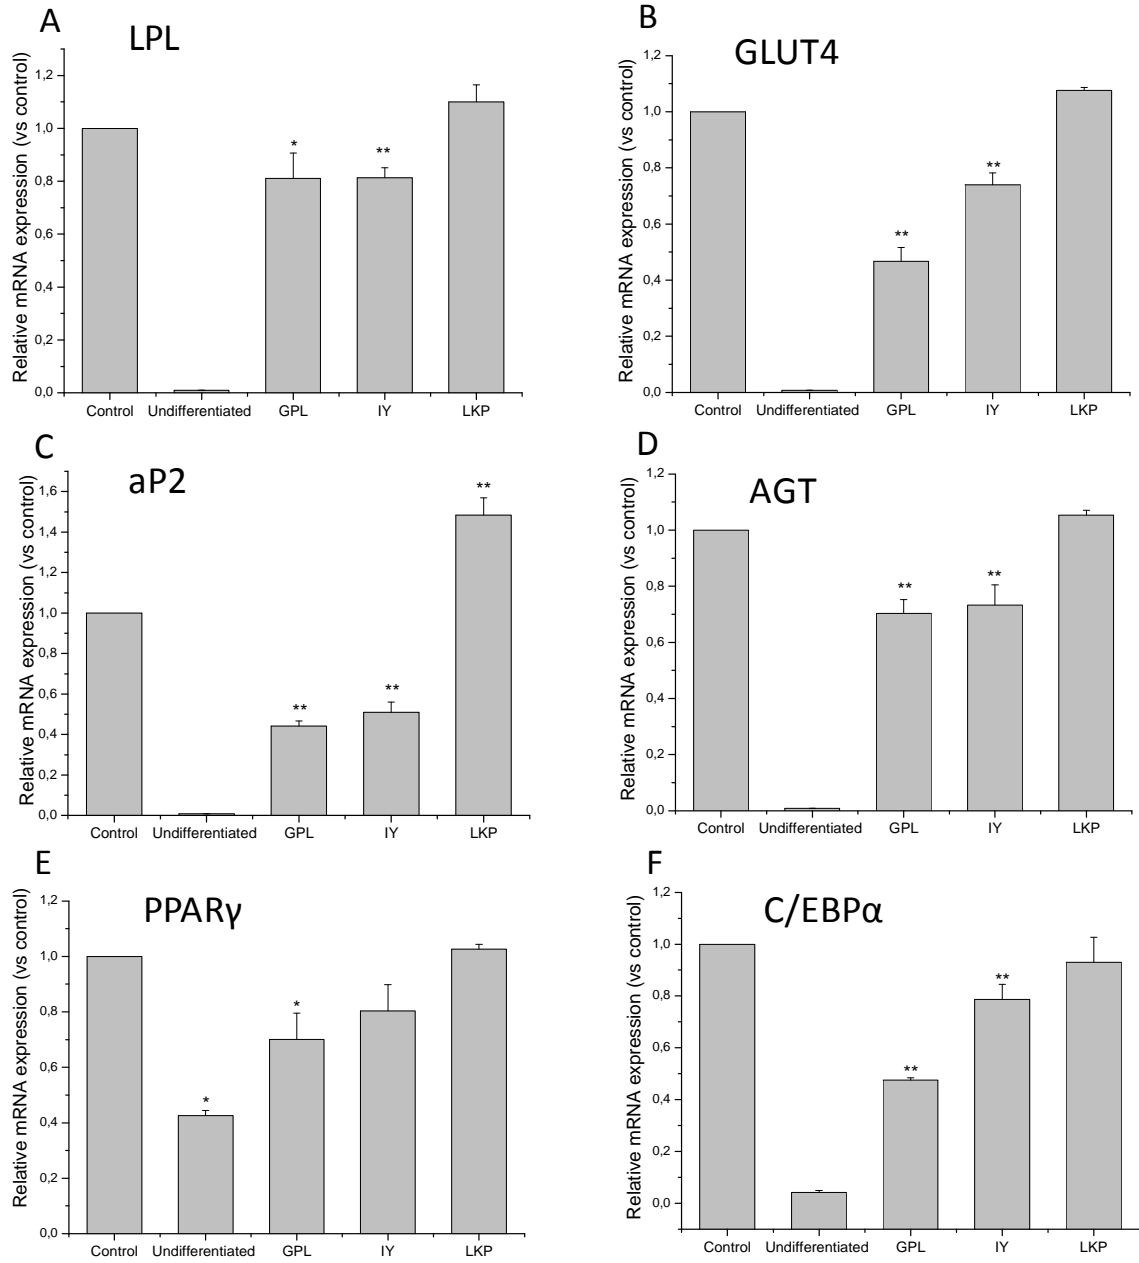 A
LPL
Relative mRNA expression (vs control)
1,2
1,0
0,8
0,6
0,4
0,2
0,0
*
**
Control Undifferentiated GPL IY LKP
B
GLUT4
Relative mRNA expression (vs control)
1,2
1,0
0,8
0,6
0,4
0,2
0,0
**
**
Control Undifferentiated GPL IY LKP
C
aP2
Relative mRNA expression (vs control)
1,6
1,4
1,2
1,0
0,8
0,6
0,4
0,2
0,0
**
**
**
Control Undifferentiated GPL IY LKP
D
AGT
Relative mRNA expression (vs control)
1,2
1,0
0,8
0,6
0,4
0,2
0,0
**
**
Control Undifferentiated GPL IY LKP
E
PPARγ
Relative mRNA expression (vs control)
1,2
1,0
0,8
0,6
0,4
0,2
0,0
*
*
Control Undifferentiated GPL IY LKP
F
C/EBPα
Relative mRNA expression (vs control)
1,2
1,0
0,8
0,6
0,4
0,2
0,0
**
**
Control Undifferentiated GPL IY LKP